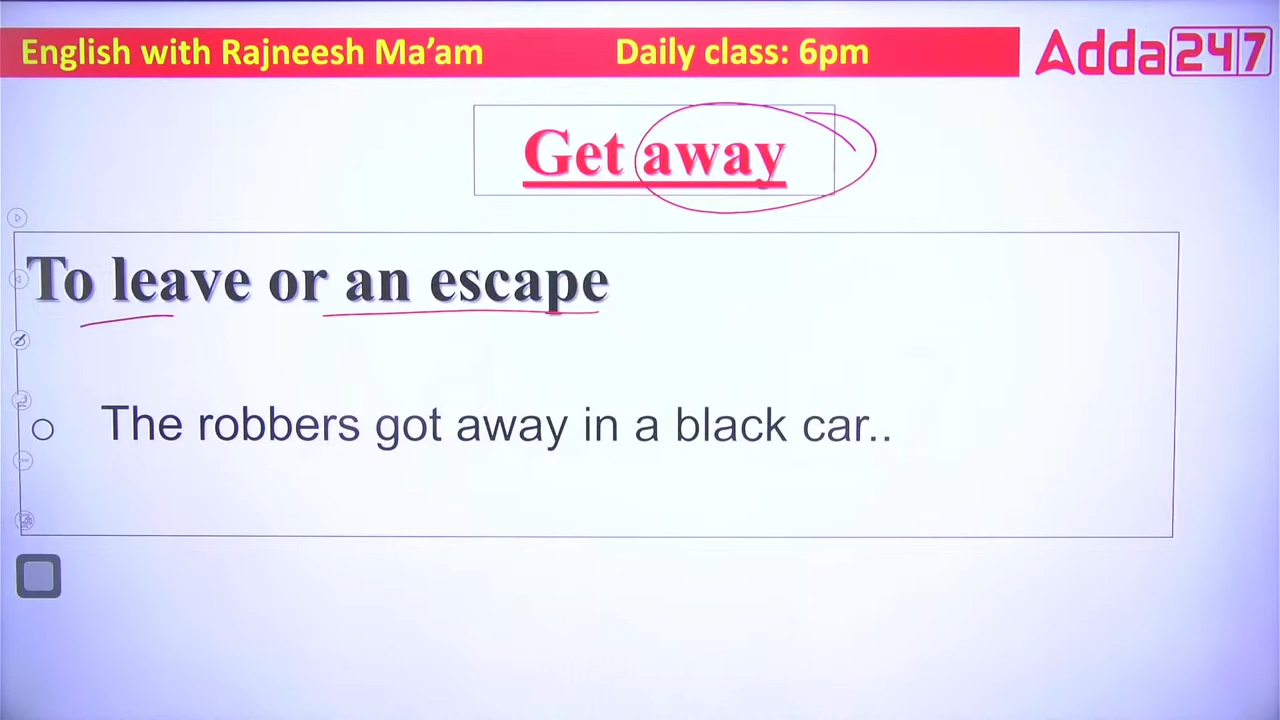 English with Rajneesh Ma’am Daily class: 6pm
Adda247
Get away
To leave or an escape
The robbers got away in a black car..